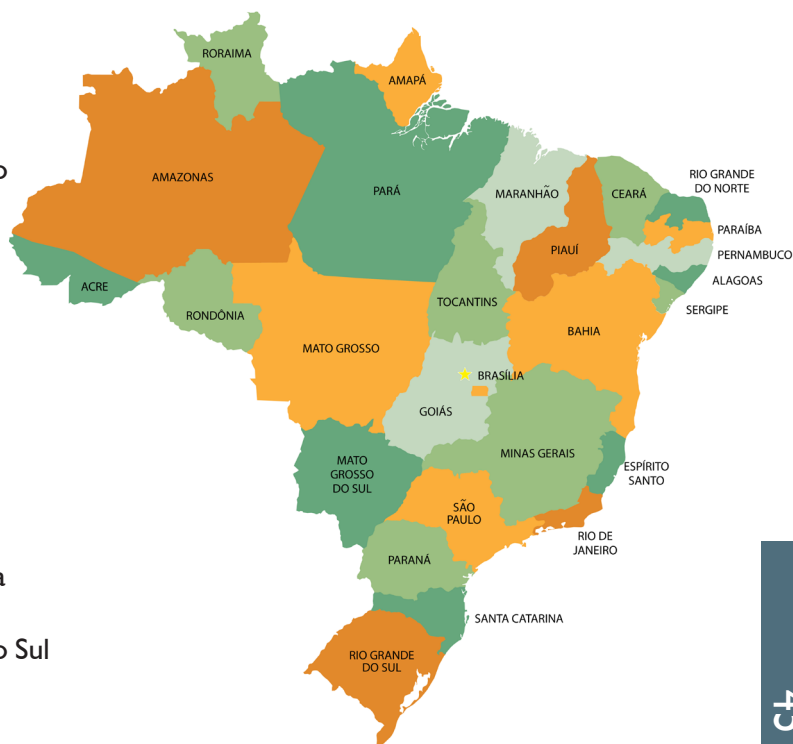 RORAIMA
AMAPÁ
o
AMAZONAS
PARÁ
MARANHÃO
CEARÁ
RIO GRANDE
DO NORTE
PARAÍBA
PIAUÍ
PERNAMBUCO
ACRE
ALAGOAS
RONDÔNIA
TOCANTINS
SERGIPE
BAHIA
MATO GROSSO
BRASÍLIA
GOIÁS
MINAS GERAIS
MATO
GROSSO
DO SUL
ESPÍRITO
SANTO
SÃO
PAULO
RIO DE
JANEIRO
PARANÁ
a
SANTA CATARINA
o Sul
RIO GRANDE
DO SUL
45